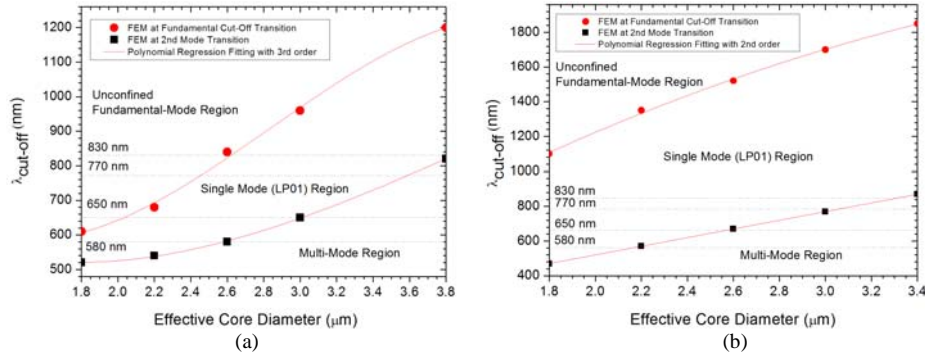 FEM at Fundamental Cut-Off Transition
FEM at 2nd Mode Transition
Polynomial Regression Fitting with 3rd order
Unconfined
Fundamental-Mode Region
830 nm
770 nm
Single Mode (LP01) Region
650 nm
580 nm
Multi-Mode Region
1200
1100
1000
900
800
700
600
500
λcut-off (nm)
1.8 2.0 2.2 2.4 2.6 2.8 3.0 3.2 3.4 3.6 3.8
Effective Core Diameter (μm)
(a)
FEM at Fundamental Cut-Off Transition
FEM at 2nd Mode Transition
Polynomial Regression Fitting with 2nd order
Unconfined
Fundamental-Mode Region
Single Mode (LP01) Region
830 nm
770 nm
650 nm
580 nm
Multi-Mode Region
1800
1600
1400
1200
1000
800
600
400
λcut-off (nm)
1.8 2.0 2.2 2.4 2.6 2.8 3.0 3.2 3.4
Effective Core Diameter (μm)
(b)